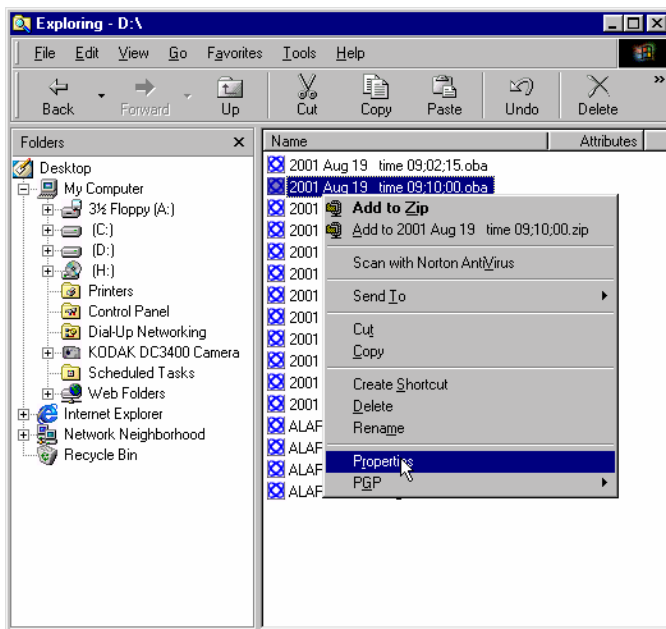 Exploring - D:\
File Edit View Go Favorites Tools Help
Back Forward Up Cut Copy Paste Undo Delete »
Folders
Desktop
My Computer
3½ Floppy (A:)
(C:)
(D:)
(H:)
Printers
Control Panel
Dial-Up Networking
KODAK DC3400 Camera
Scheduled Tasks
Web Folders
Internet Explorer
Network Neighborhood
Recycle Bin
Name Attributes
2001 Aug 19 time 09;02;15.oba
2001 Aug 19 time 09;10;00.oba
2001
2001
2001
2001
2001
2001
2001
2001
2001
2001
ALAF
ALAF
ALAF
ALAF
Add to Zip
Add to 2001 Aug 19 time 09;10;00.zip
Scan with Norton AntiVirus
Send To
Cut
Copy
Create Shortcut
Delete
Rename
Properties
PGP